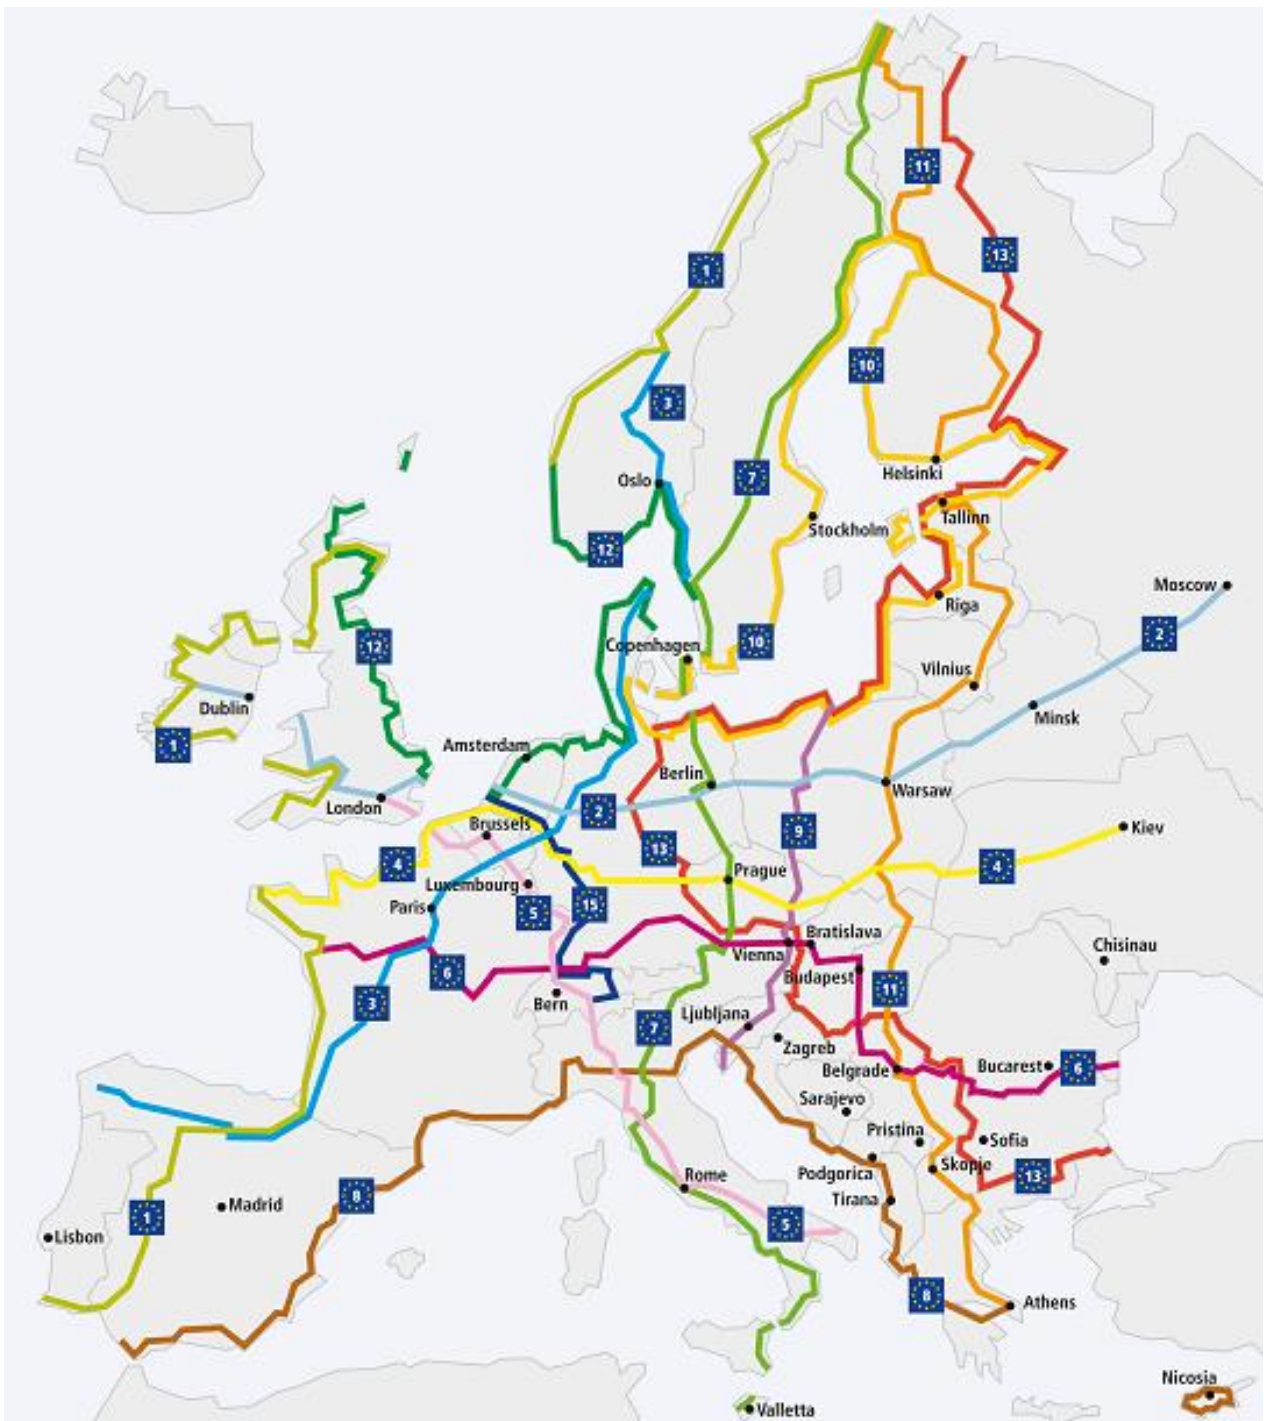 11
13
1
10
3
7
Oslo
Helsinki
Tallinn
Stockholm
12
Moscow
Riga
2
10
12
Copenhagen
Vilnius
Dublin
Minsk
1
Amsterdam
Berlin
Warsaw
London
2
Brussels
9
Kiev
13
4
4
Prague
Luxembourg
Paris
5
15
Bratislava
Vienna
Chisinau
6
Budapest
11
Bern
3
Ljubljana
7
Zagreb
Belgrade
Bucarest
6
Sarajevo
Pristina
Sofia
Skopje
Podgorica
13
Rome
Tirana
8
Madrid
1
5
Lisbon
8
Athens
Nicosia
Valletta